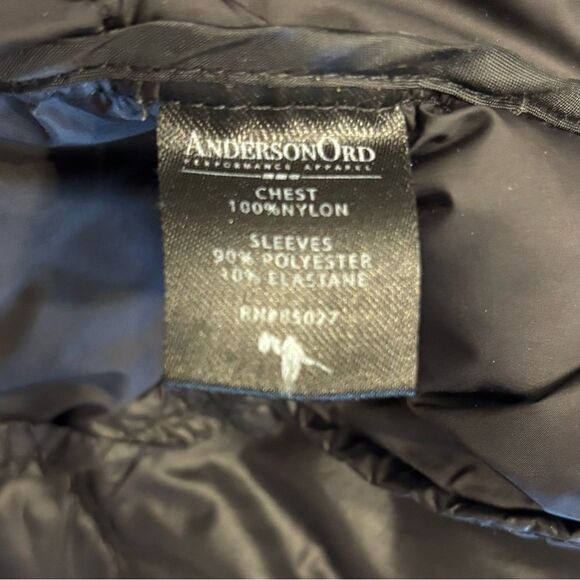 ANDERSONORD
PERFORMANCE APPAREL
CHEST
100%NYLON
SLEEVES
90% POLYESTER
10% ELASTANE
RN#85027